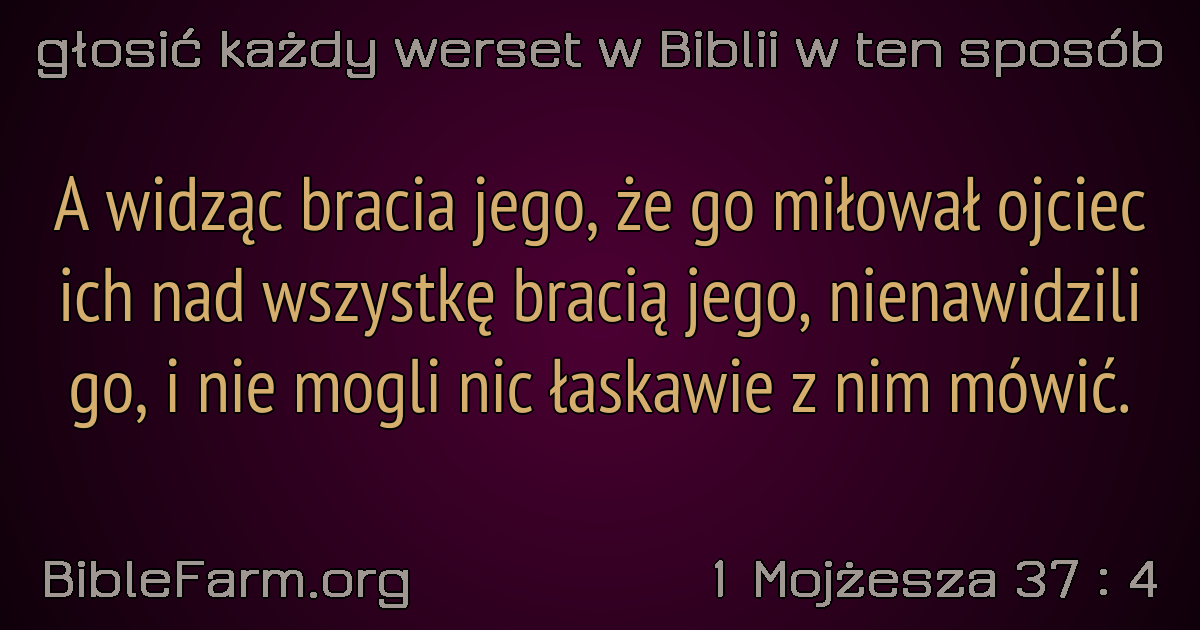 głosić każdy werset w Biblii w ten sposób
A widząc bracia jego, że go miłował ojciec
ich nad wszystkę bracią jego, nienawidzili
go, i nie mogli nic łaskawie z nim mówić.
BibleFarm.org
1 Mojżesza 37 : 4